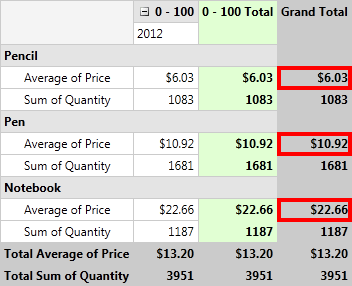 0 - 100 0 - 100 Total Grand Total
2012
Pencil
Average of Price $6.03 $6.03 $6.03
Sum of Quantity 1083 1083 1083
Pen
Average of Price $10.92 $10.92 $10.92
Sum of Quantity 1681 1681 1681
Notebook
Average of Price $22.66 $22.66 $22.66
Sum of Quantity 1187 1187 1187
Total Average of Price $13.20 $13.20 $13.20
Total Sum of Quantity 3951 3951 3951